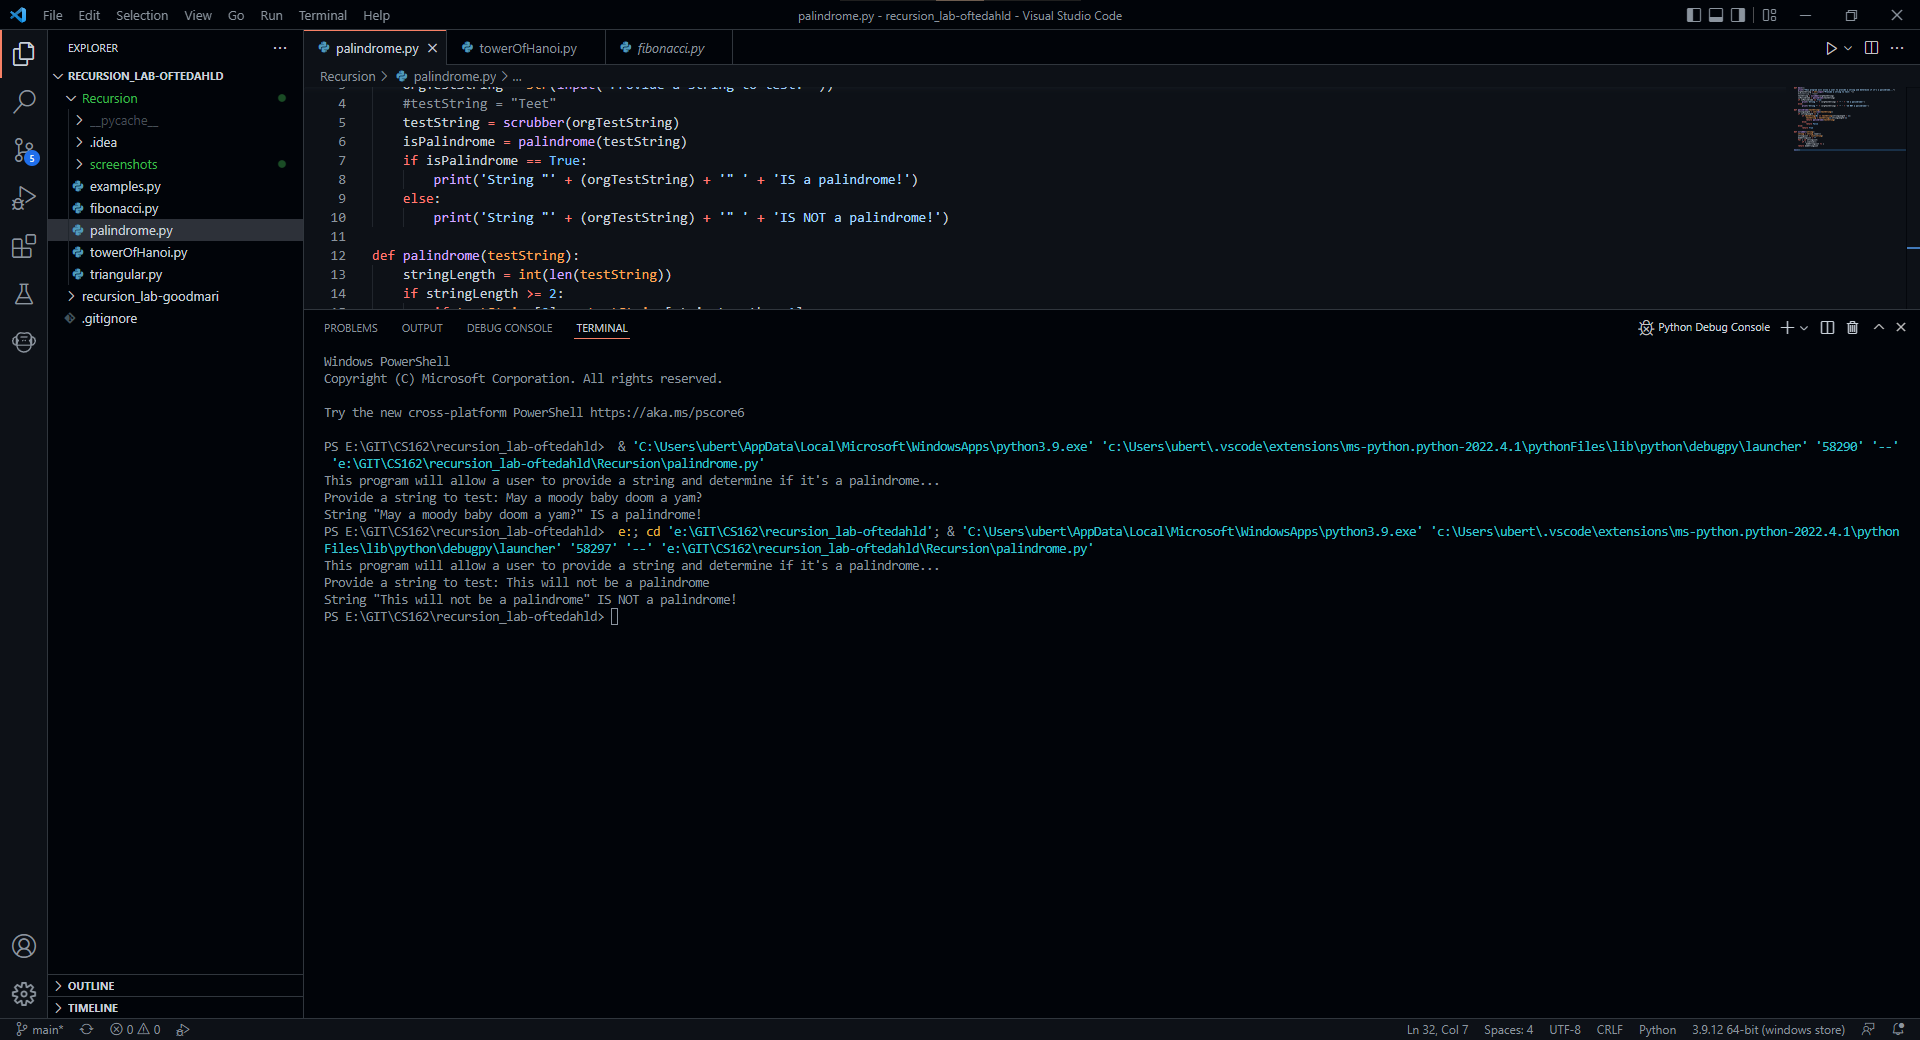 File Edit Selection View Go Run Terminal Help
palindrome.py - recursion_lab-oftedahld - Visual Studio Code
EXPLORER
RECURSION_LAB-OFTEDAHLD
Recursion
__pycache__
.idea
screenshots
examples.py
fibonacci.py
palindrome.py
towerOfHanoi.py
triangular.py
recursion_lab-goodmari
.gitignore
5
OUTLINE
TIMELINE
palindrome.py towerOfHanoi.py fibonacci.py
Recursion > palindrome.py > ...
4 #testString = "Teet"
5 testString = scrubber(orgTestString)
6 isPalindrome = palindrome(testString)
7 if isPalindrome == True:
8 print('String "' + (orgTestString) + '" ' + 'IS a palindrome!')
9 else:
10 print('String "' + (orgTestString) + '" ' + 'IS NOT a palindrome!')
11
12 def palindrome(testString):
13 stringLength = int(len(testString))
14 if stringLength >= 2:
PROBLEMS OUTPUT DEBUG CONSOLE TERMINAL
Python Debug Console
Windows PowerShell
Copyright (C) Microsoft Corporation. All rights reserved.
Try the new cross-platform PowerShell https://aka.ms/pscore6
PS E:\GIT\CS162\recursion_lab-oftedahld>  & 'C:\Users\ubert\AppData\Local\Microsoft\WindowsApps\python3.9.exe' 'c:\Users\ubert\.vscode\extensions\ms-python.python-2022.4.1\pythonFiles\lib\python\debugpy\launcher' '58290' '--'
'e:\GIT\CS162\recursion_lab-oftedahld\Recursion\palindrome.py'
This program will allow a user to provide a string and determine if it's a palindrome...
Provide a string to test: May a moody baby doom a yam?
String "May a moody baby doom a yam?" IS a palindrome!
PS E:\GIT\CS162\recursion_lab-oftedahld>  e:; cd 'e:\GIT\CS162\recursion_lab-oftedahld'; & 'C:\Users\ubert\AppData\Local\Microsoft\WindowsApps\python3.9.exe' 'c:\Users\ubert\.vscode\extensions\ms-python.python-2022.4.1\python
Files\lib\python\debugpy\launcher' '58297' '--' 'e:\GIT\CS162\recursion_lab-oftedahld\Recursion\palindrome.py'
This program will allow a user to provide a string and determine if it's a palindrome...
Provide a string to test: This will not be a palindrome
String "This will not be a palindrome" IS NOT a palindrome!
PS E:\GIT\CS162\recursion_lab-oftedahld>
main* 0 0
Ln 32, Col 7 Spaces: 4 UTF-8 CRLF Python 3.9.12 64-bit (windows store)